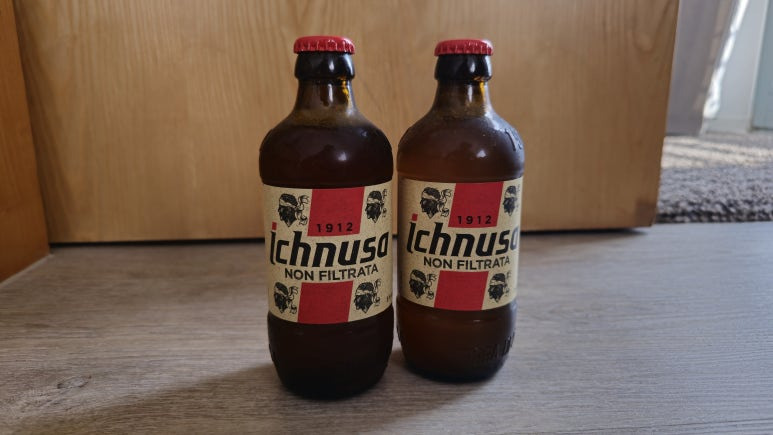 1912
ichnusa
NON FILTRATA
1912
ichnusa
NON FILTRATA